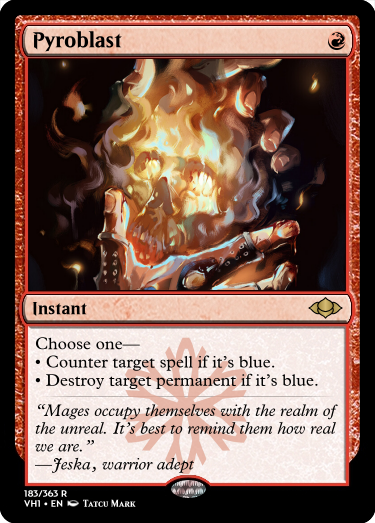 Pyroblast
Instant
Choose one—
• Counter target spell if it's blue.
• Destroy target permanent if it's blue.
“Mages occupy themselves with the realm of
the unreal. It's best to remind them how real
we are.”
—Jeska, warrior adept
183/363 R
VH1 • EN Tatcu Mark